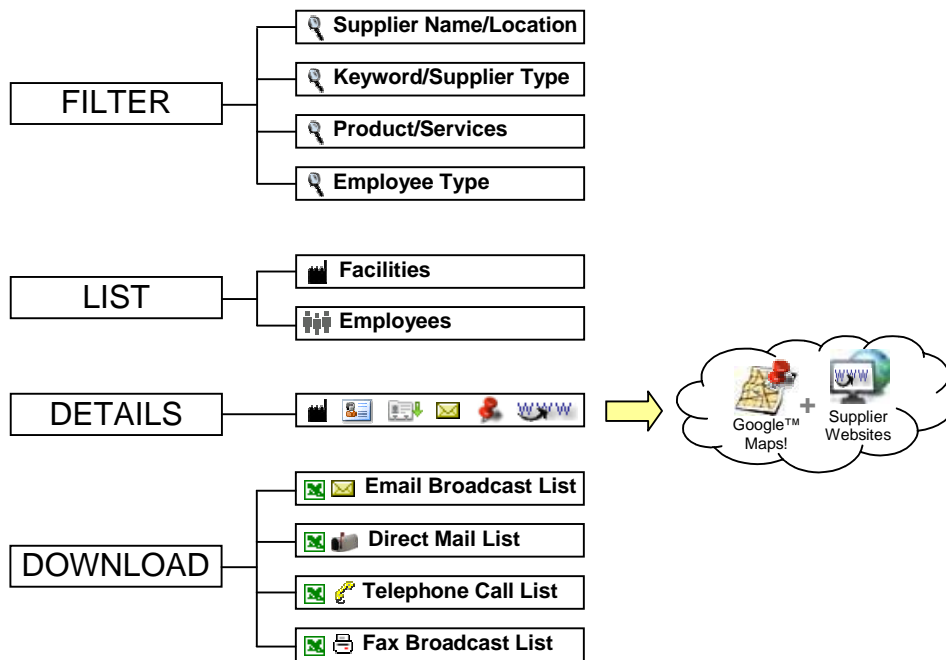 FILTER
Supplier Name/Location
Keyword/Supplier Type
Product/Services
Employee Type
LIST
Facilities
Employees
DETAILS
WWW
WWW
Google™
Maps!
+
Supplier
Websites
DOWNLOAD
Email Broadcast List
Direct Mail List
Telephone Call List
Fax Broadcast List